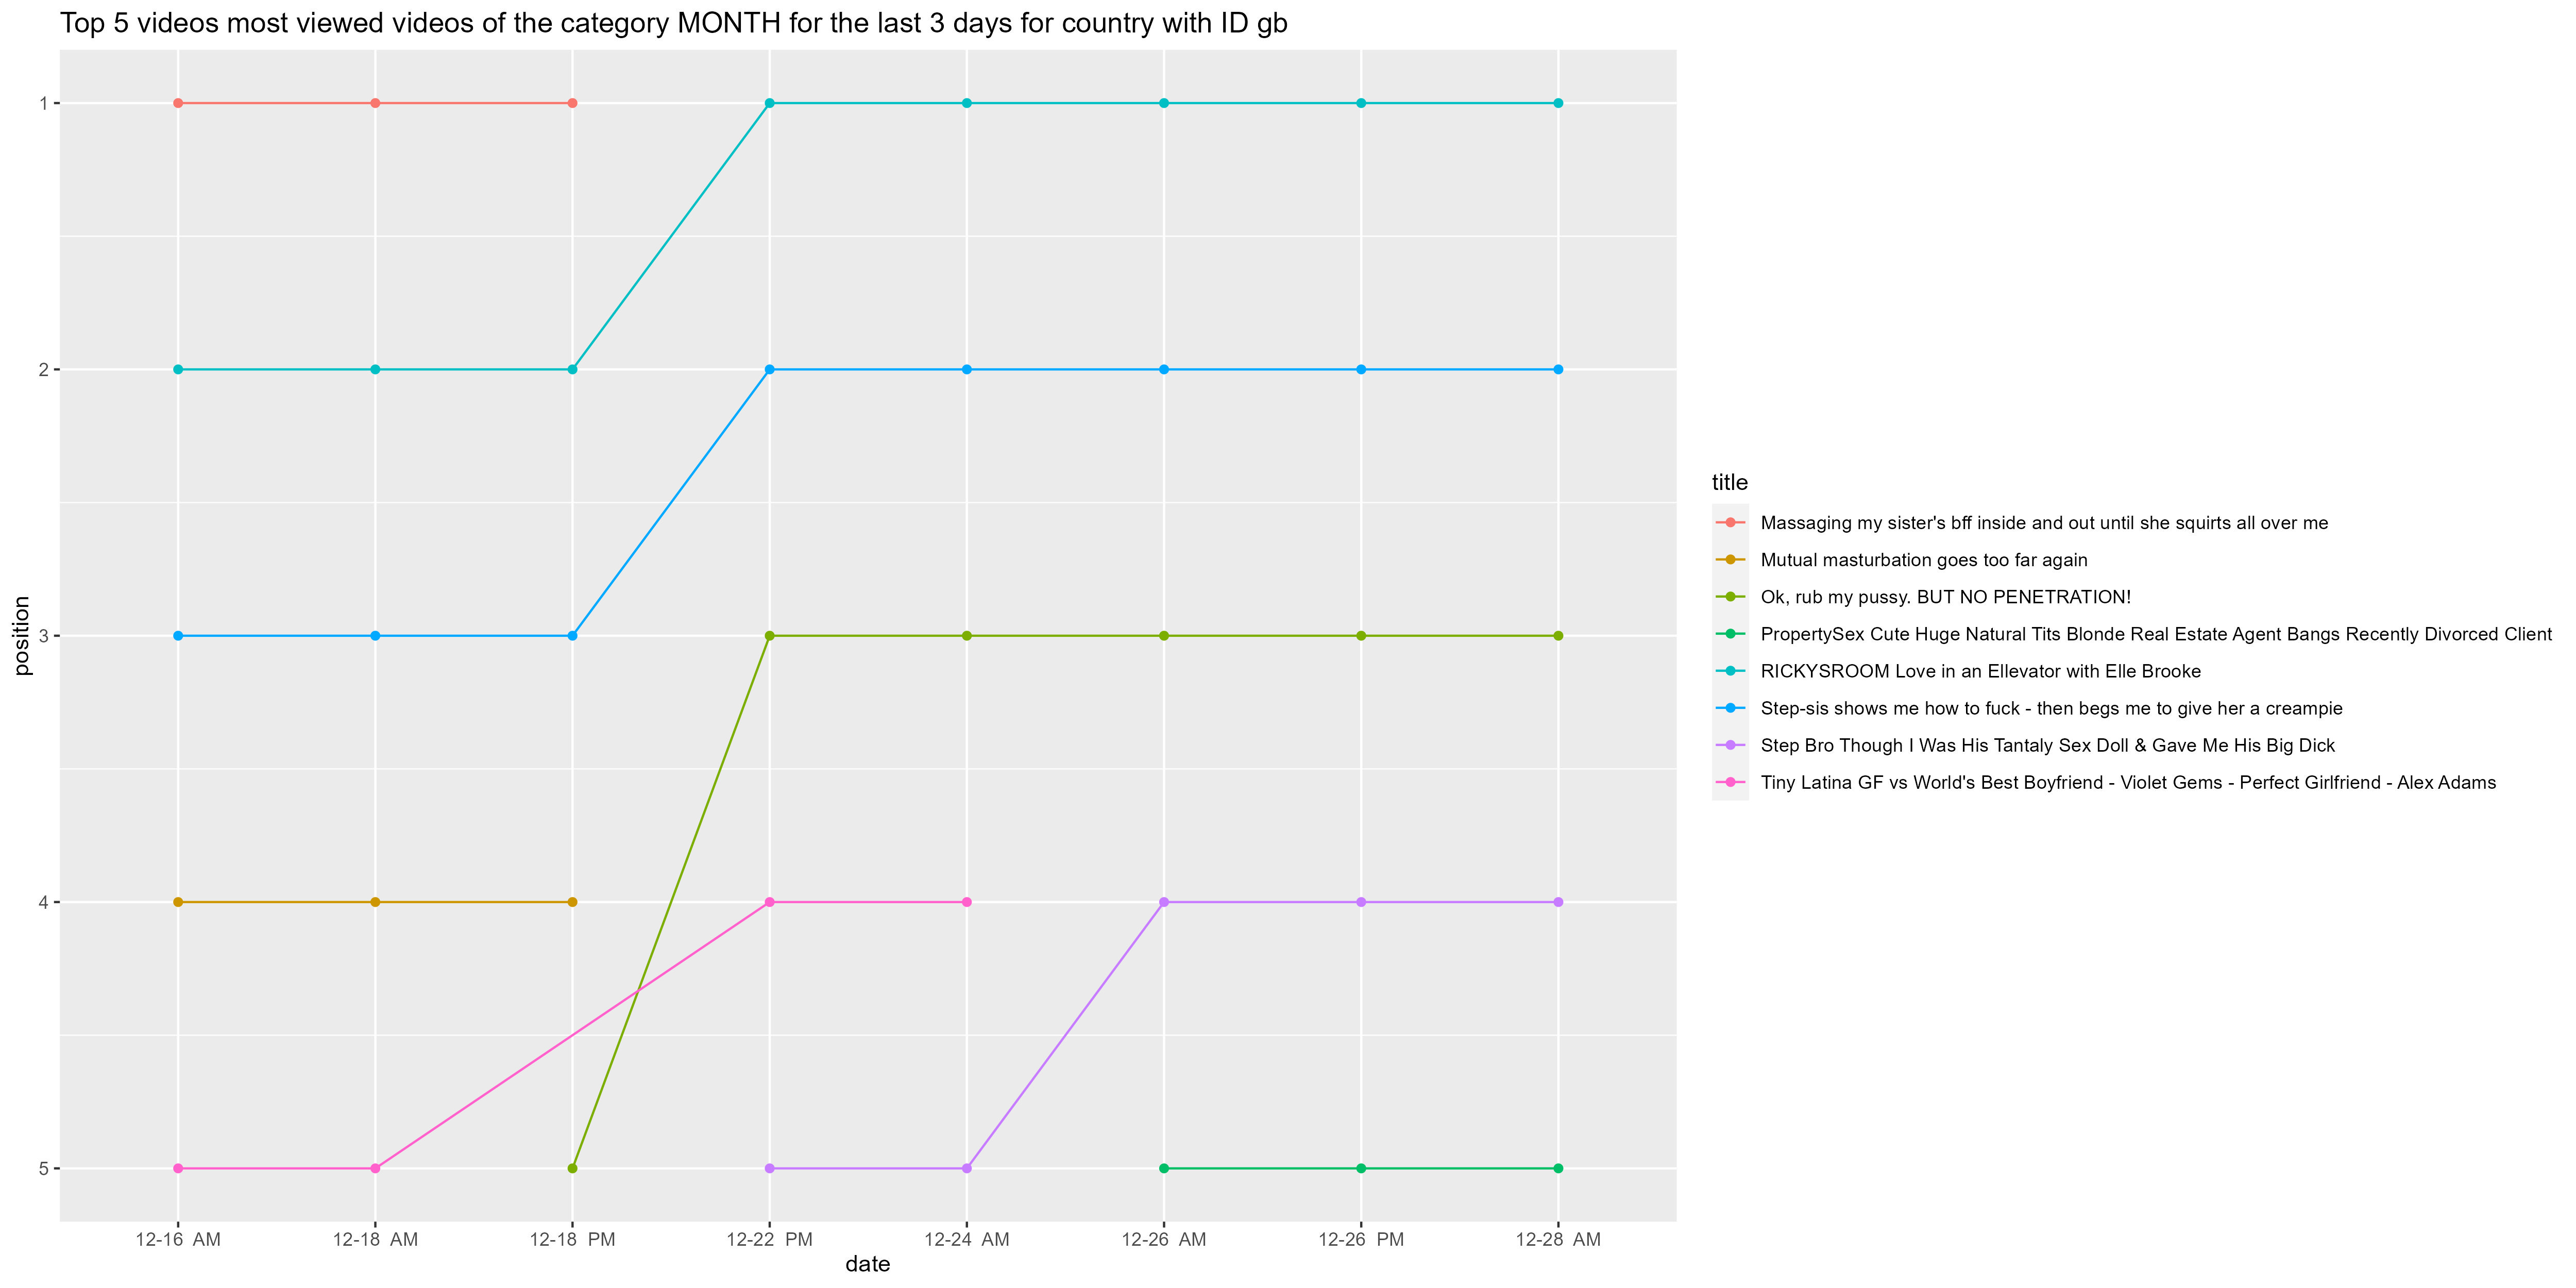 Top 5 videos most viewed videos of the category MONTH for the last 3 days for country with ID gb
1
2
3
4
5
position
12-16 AM
12-18 AM
12-18 PM
12-22 PM
12-24 AM
12-26 AM
12-26 PM
12-28 AM
date
title
Massaging my sister's bff inside and out until she squirts all over me
Mutual masturbation goes too far again
Ok, rub my pussy. BUT NO PENETRATION!
PropertySex Cute Huge Natural Tits Blonde Real Estate Agent Bangs Recently Divorced Client
RICKYSROOM Love in an Ellevator with Elle Brooke
Step-sis shows me how to fuck - then begs me to give her a creampie
Step Bro Though I Was His Tantaly Sex Doll & Gave Me His Big Dick
Tiny Latina GF vs World's Best Boyfriend - Violet Gems - Perfect Girlfriend - Alex Adams